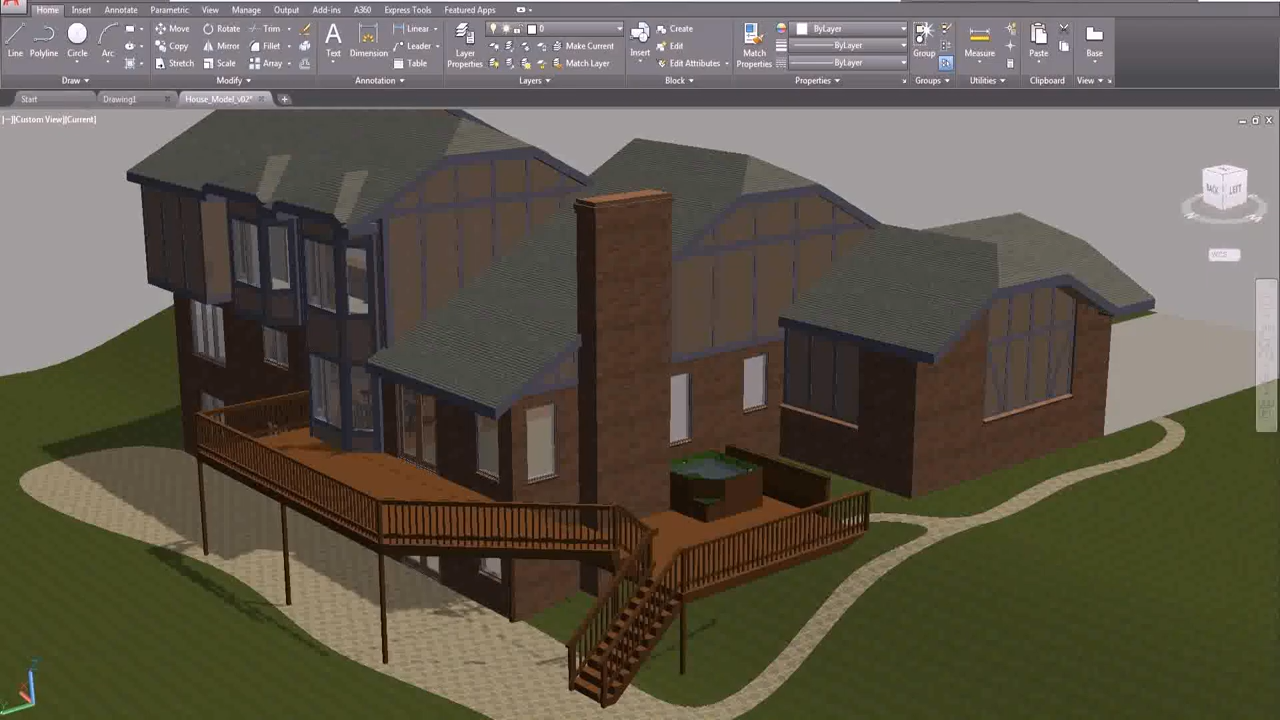 Home Insert Annotate Parametric View Manage Output Add-ins A360 Express Tools Featured Apps
Line Polyline Circle Arc
Move Rotate Trim
Copy Mirror Fillet
Stretch Scale Array
Text Dimension
Linear
Leader
Table
Layer Properties
0
Make Current
Match Layer
Insert
Create
Edit
Edit Attributes
Match Properties
ByLayer
ByLayer
ByLayer
Group
Measure
Paste
Base
Draw Modify Annotation Layers Block Properties Groups Utilities Clipboard View
Start Drawing1 House_Model_v02*
[−][Custom View][Current]
BACK LEFT
WCS
Z
X
Y